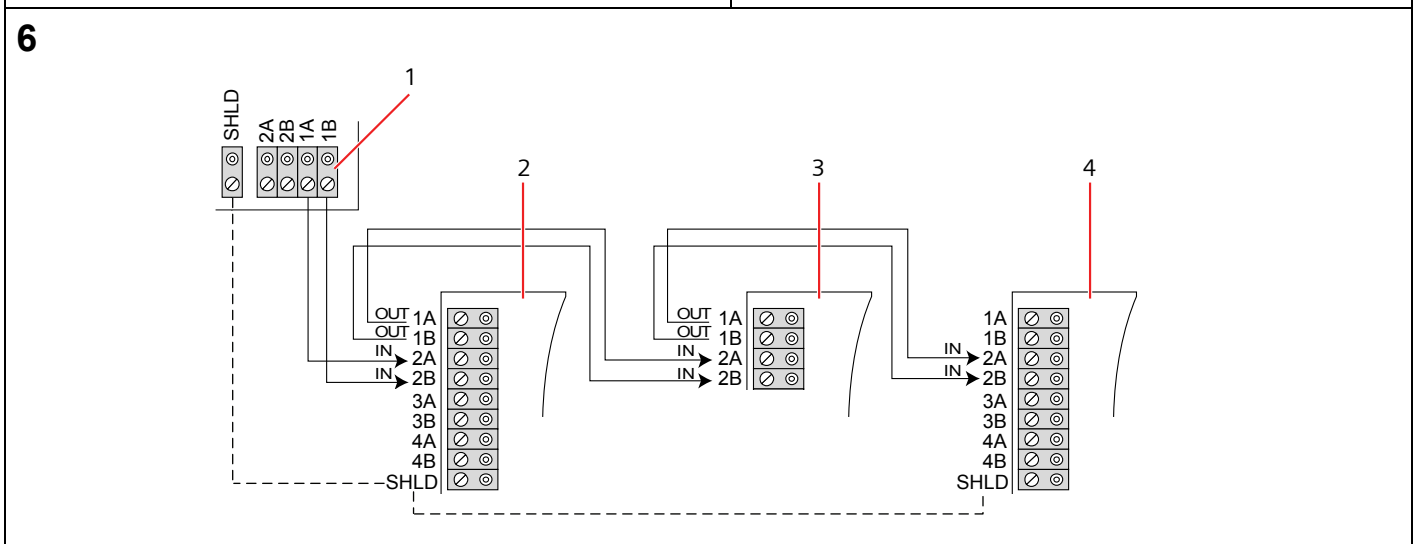 6
1
SHLD
2A
2B
1A
1B
2
3
4
OUT 1A
OUT 1B
IN 2A
IN 2B
3A
3B
4A
4B
SHLD
OUT 1A
OUT 1B
IN 2A
IN 2B
1A
1B
IN 2A
IN 2B
3A
3B
4A
4B
SHLD